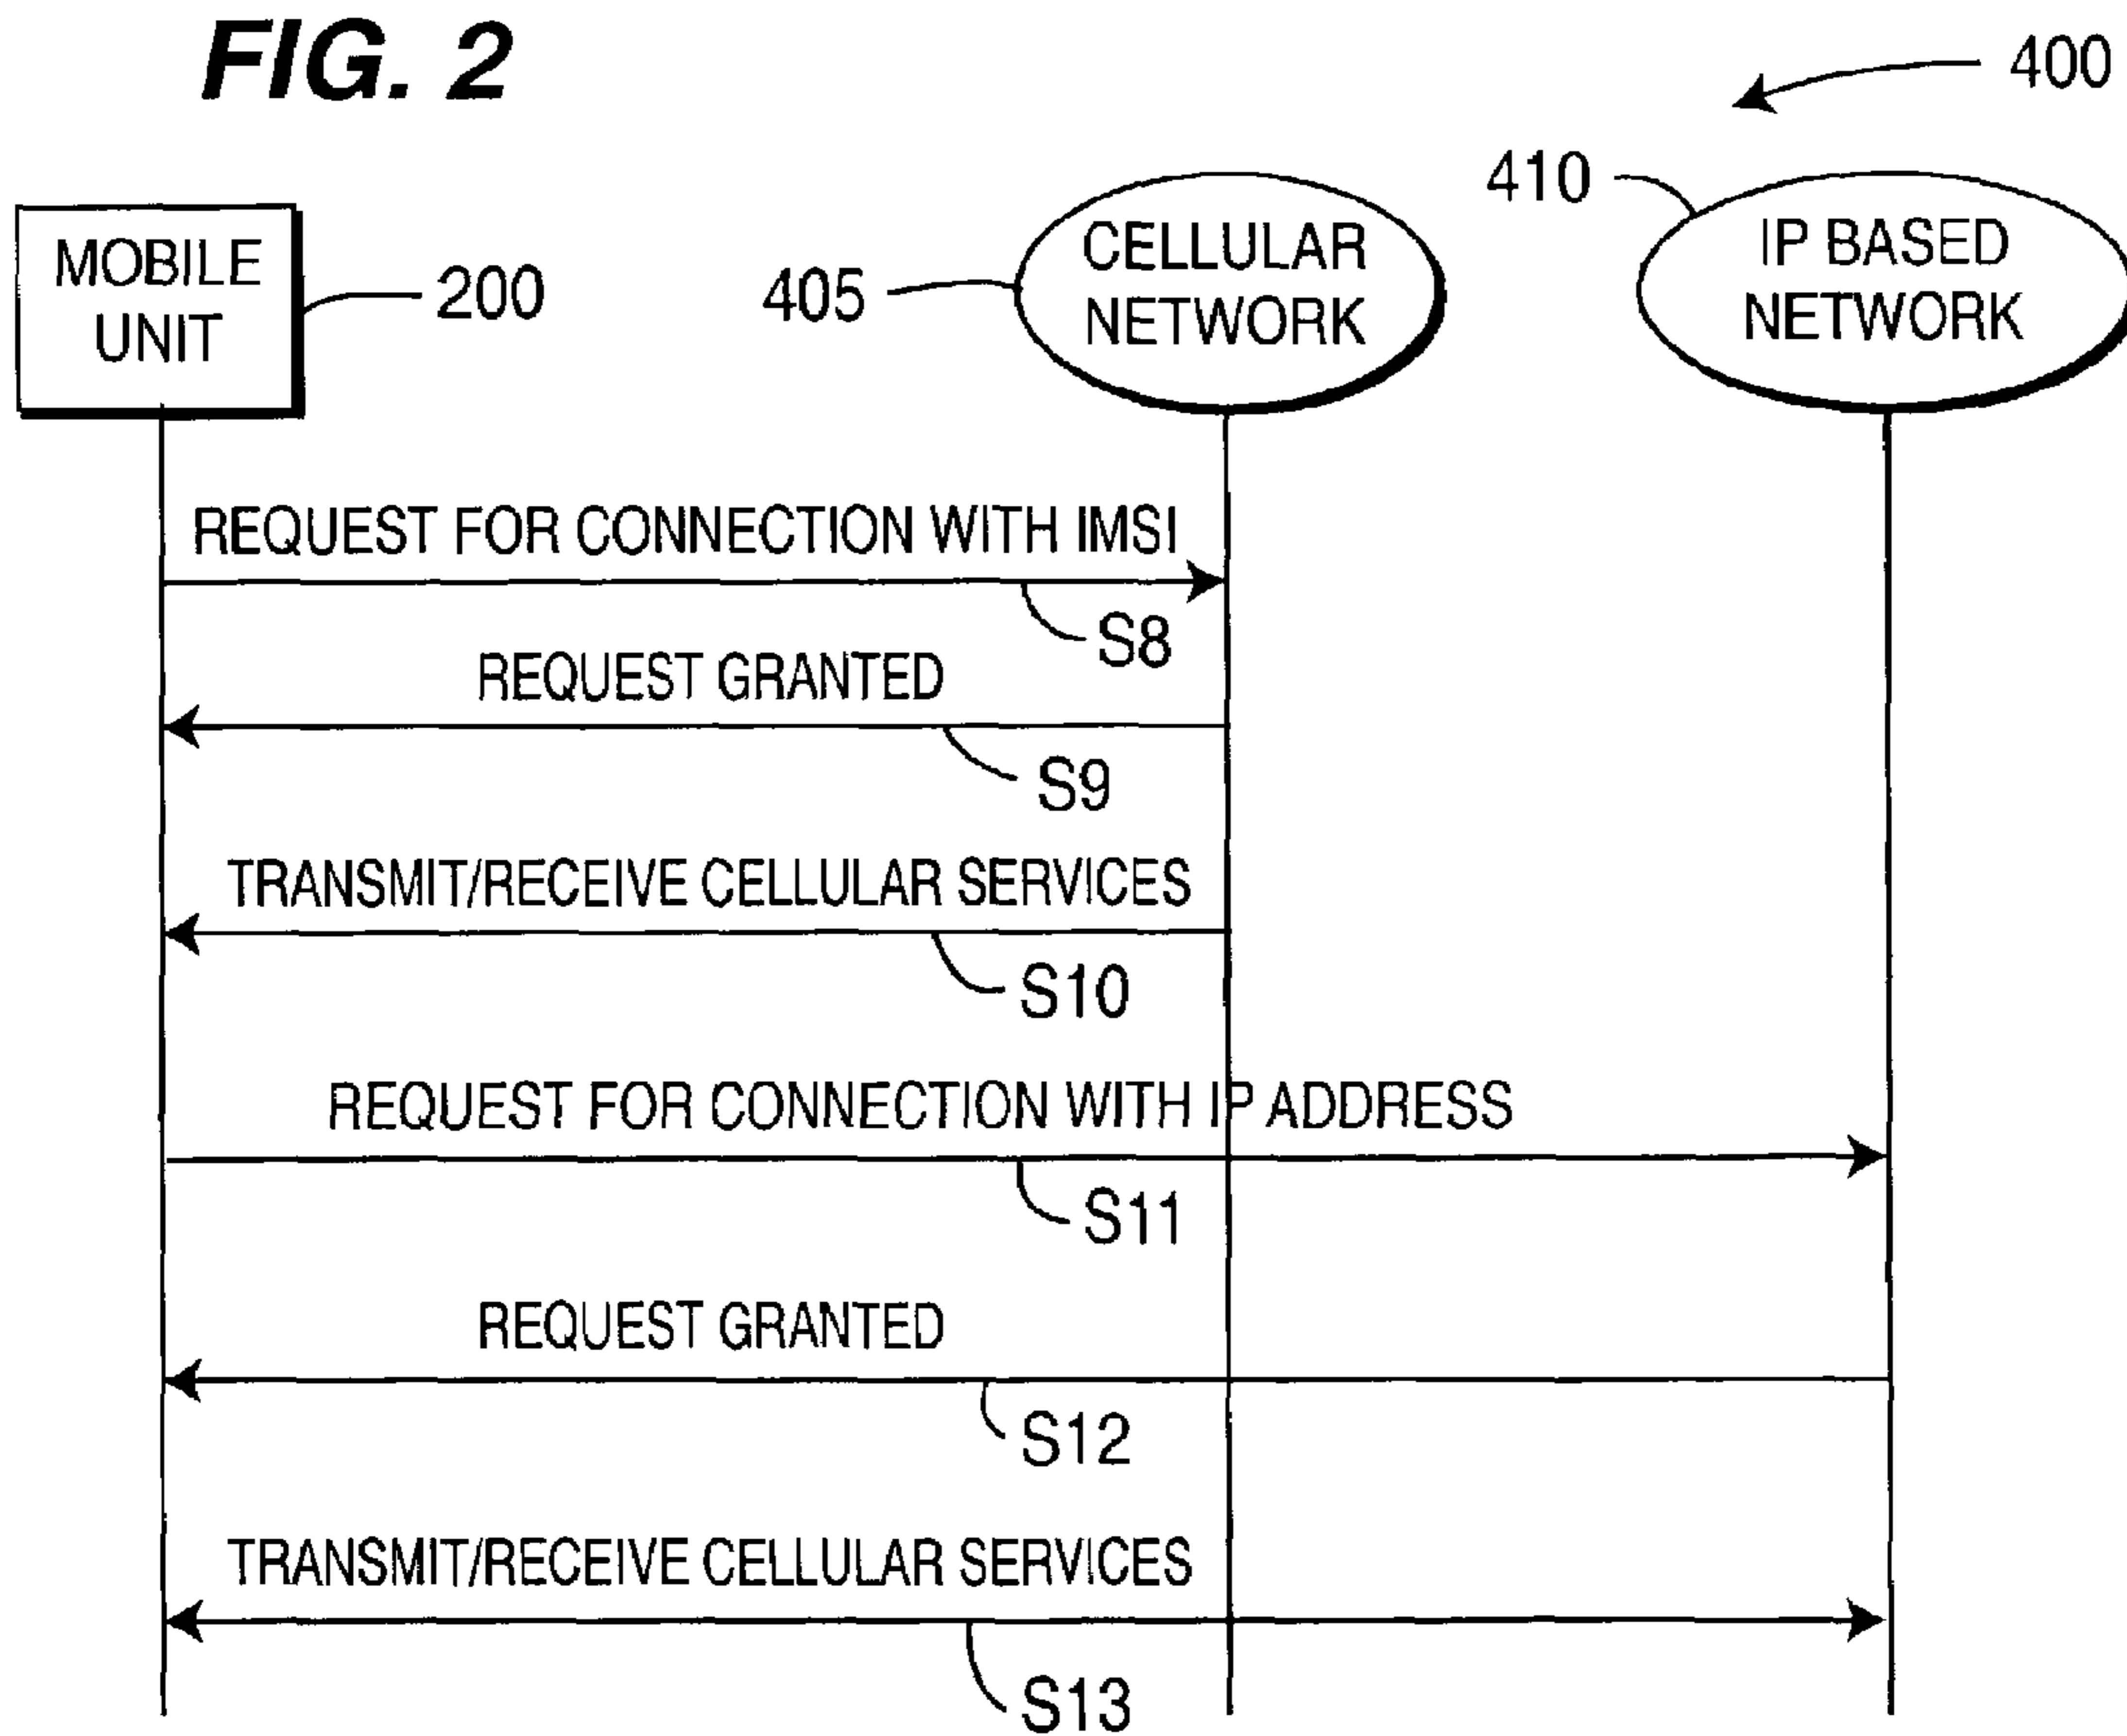 FIG. 2
400
410
MOBILE
UNIT
200
405
CELLULAR
NETWORK
IP BASED
NETWORK
REQUEST FOR CONNECTION WITH IMSI
S8
REQUEST GRANTED
S9
TRANSMIT/RECEIVE CELLULAR SERVICES
S10
REQUEST FOR CONNECTION WITH IP ADDRESS
S11
REQUEST GRANTED
S12
TRANSMIT/RECEIVE CELLULAR SERVICES
S13